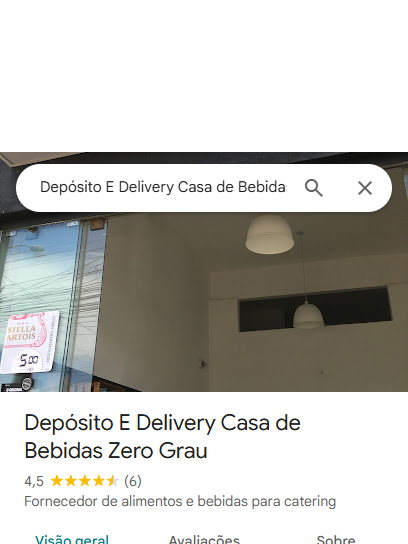 Depósito E Delivery Casa de Bebida
STELLA
ARTOIS
5,00
Depósito E Delivery Casa de
Bebidas Zero Grau
4,5 (6)
Fornecedor de alimentos e bebidas para catering
Visão geral Avaliações Sobre